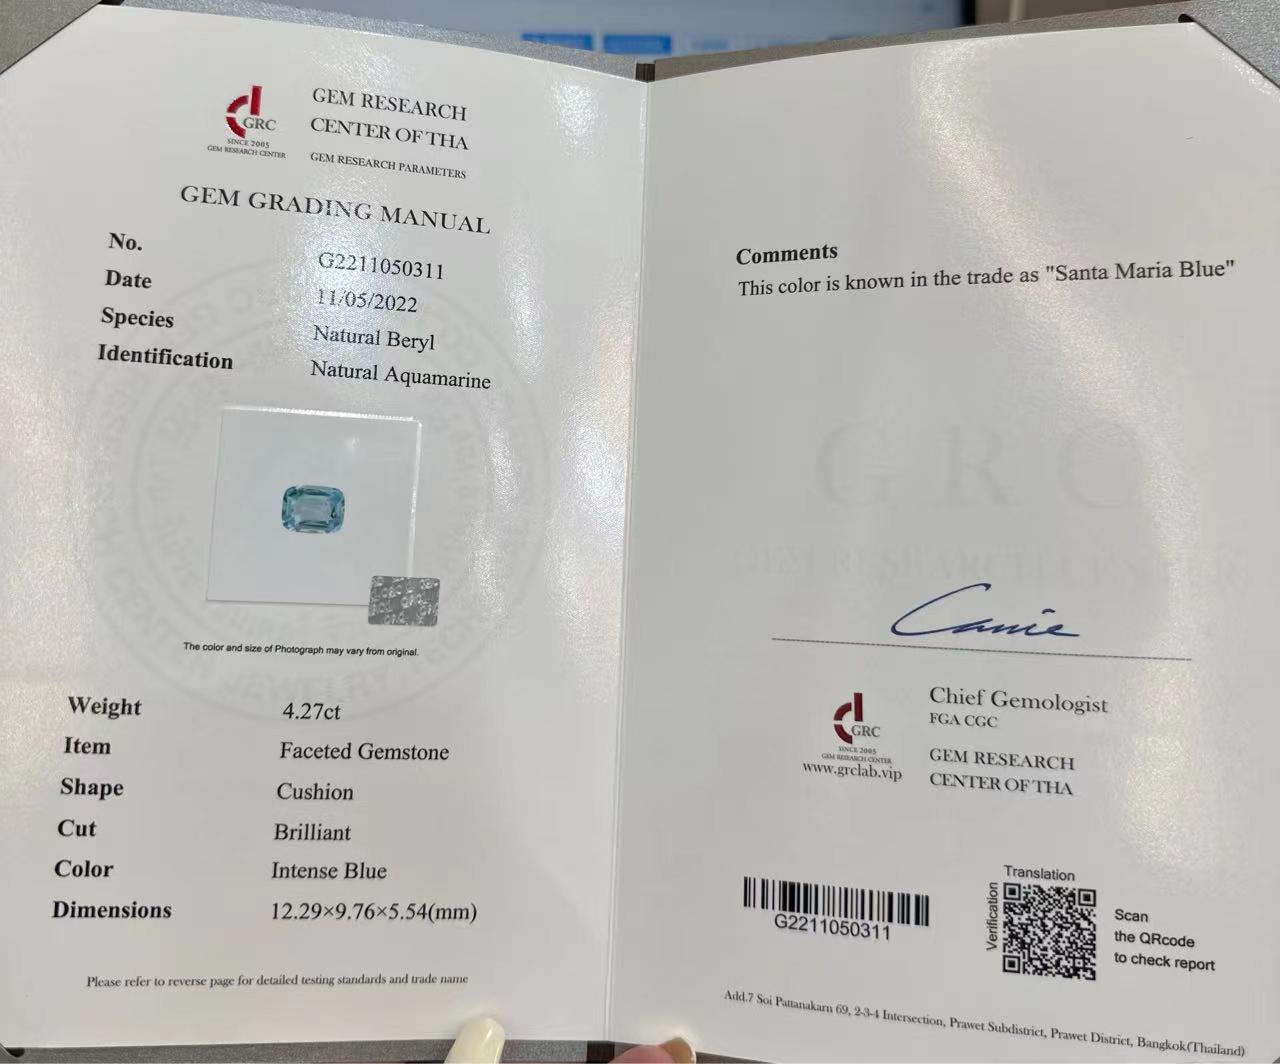 GRC
SINCE 2005
GEM RESEARCH CENTER
GEM RESEARCH
CENTER OF THA
GEM RESEARCH PARAMETERS
GEM GRADING MANUAL
No. G2211050311
Date 11/05/2022
Species Natural Beryl
Identification Natural Aquamarine
The color and size of Photograph may vary from original.
Weight 4.27ct
Item Faceted Gemstone
Shape Cushion
Cut Brilliant
Color Intense Blue
Dimensions 12.29×9.76×5.54(mm)
Please refer to reverse page for detailed testing standards and trade name
Comments
This color is known in the trade as "Santa Maria Blue"
GRC
GEM RESEARCH CENTER
Chief Gemologist
FGA CGC
GRC
SINCE 2005
GEM RESEARCH CENTER
www.grclab.vip
GEM RESEARCH
CENTER OF THA
G2211050311
Translation
Verification
Scan
the QRcode
to check report
Add.7 Soi Pattanakarn 69, 2-3-4 Intersection, Prawet Subdistrict, Prawet District, Bangkok(Thailand)